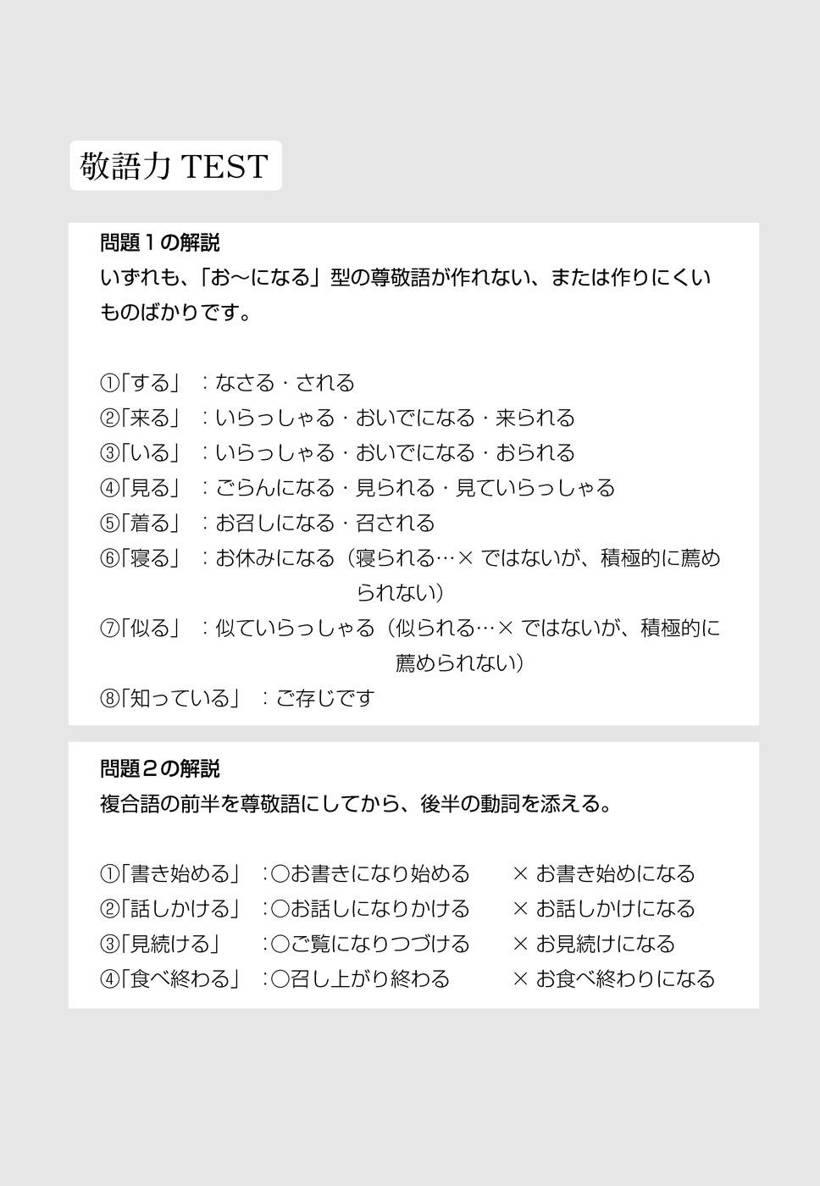 敬語力 TEST
問題1の解説
いずれも、「お〜になる」型の尊敬語が作れない、または作りにくい
ものばかりです。
①「する」 ：なさる・される
②「来る」 ：いらっしゃる・おいでになる・来られる
③「いる」 ：いらっしゃる・おいでになる・おられる
④「見る」 ：ごらんになる・見られる・見ていらっしゃる
⑤「着る」 ：お召しになる・召される
⑥「寝る」 ：お休みになる（寝られる…× ではないが、積極的に薦め
られない）
⑦「似る」 ：似ていらっしゃる（似られる…× ではないが、積極的に
薦められない）
⑧「知っている」 ：ご存じです
問題2の解説
複合語の前半を尊敬語にしてから、後半の動詞を添える。
①「書き始める」 ：○お書きになり始める × お書き始めになる
②「話しかける」 ：○お話しになりかける × お話しかけになる
③「見続ける」 ：○ご覧になりつづける × お見続けになる
④「食べ終わる」 ：○召し上がり終わる × お食べ終わりになる